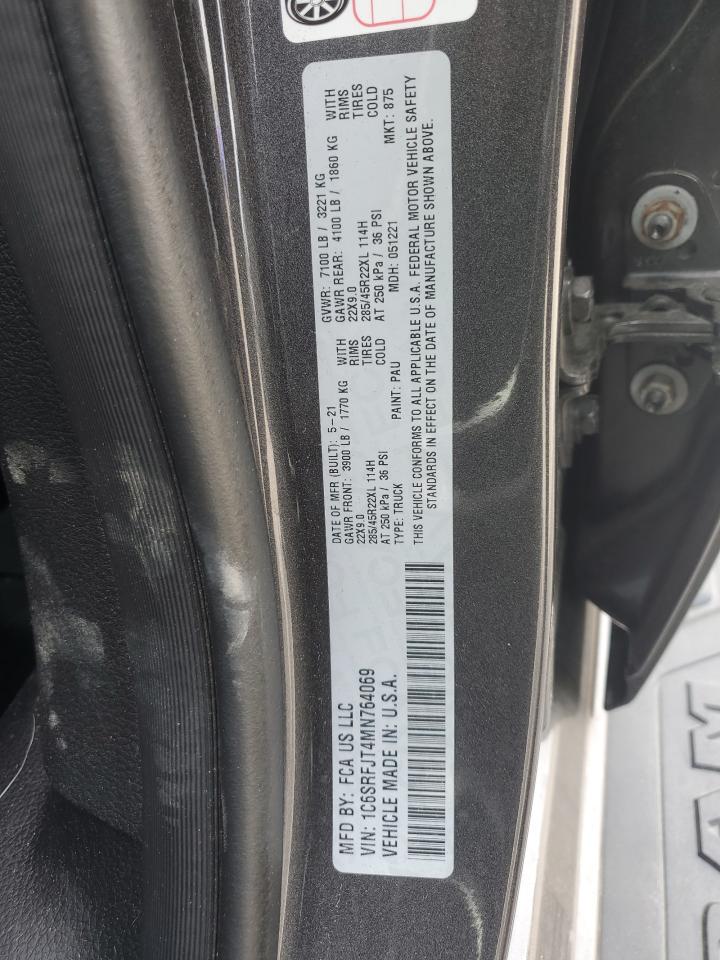 MFD BY: FCA US LLC
VIN: 1C6SRFJT4MN764069
VEHICLE MADE IN: U.S.A.
DATE OF MFR (BUILT): 5-21
GAWR FRONT: 3900 LB / 1770 KG WITH
22X9.0 RIMS
285/45R22XL 114H TIRES
AT 250 kPa / 36 PSI COLD
TYPE: TRUCK PAINT: PAU
GVWR: 7100 LB / 3221 KG
GAWR REAR: 4100 LB / 1860 KG WITH
22X9.0 RIMS
285/45R22XL 114H TIRES
AT 250 kPa / 36 PSI COLD
MDH: 051221 MKT: 875
THIS VEHICLE CONFORMS TO ALL APPLICABLE U.S.A. FEDERAL MOTOR VEHICLE SAFETY
STANDARDS IN EFFECT ON THE DATE OF MANUFACTURE SHOWN ABOVE.